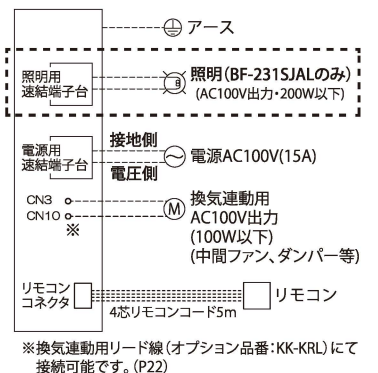 アース
照明用
速結端子台
照明(BF-231SJALのみ)
(AC100V出力・200W以下)
電源用
速結端子台
接地側
電圧側
電源AC100V(15A)
CN3
CN10
※
M
換気連動用
AC100V出力
(100W以下)
(中間ファン、ダンパー等)
リモコン
コネクタ
4芯リモコンコード5m
リモコン
※換気連動用リード線(オプション品番:KK-KRL)にて
接続可能です。(P22)